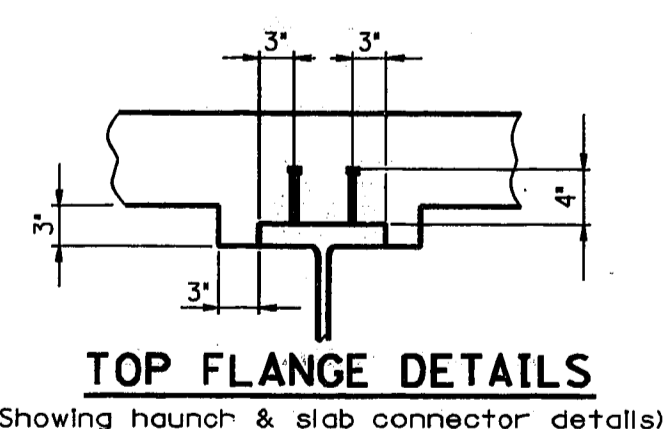 3" 3"
4"
3"
3"
TOP FLANGE DETAILS
Showing haunch & slab connector details)